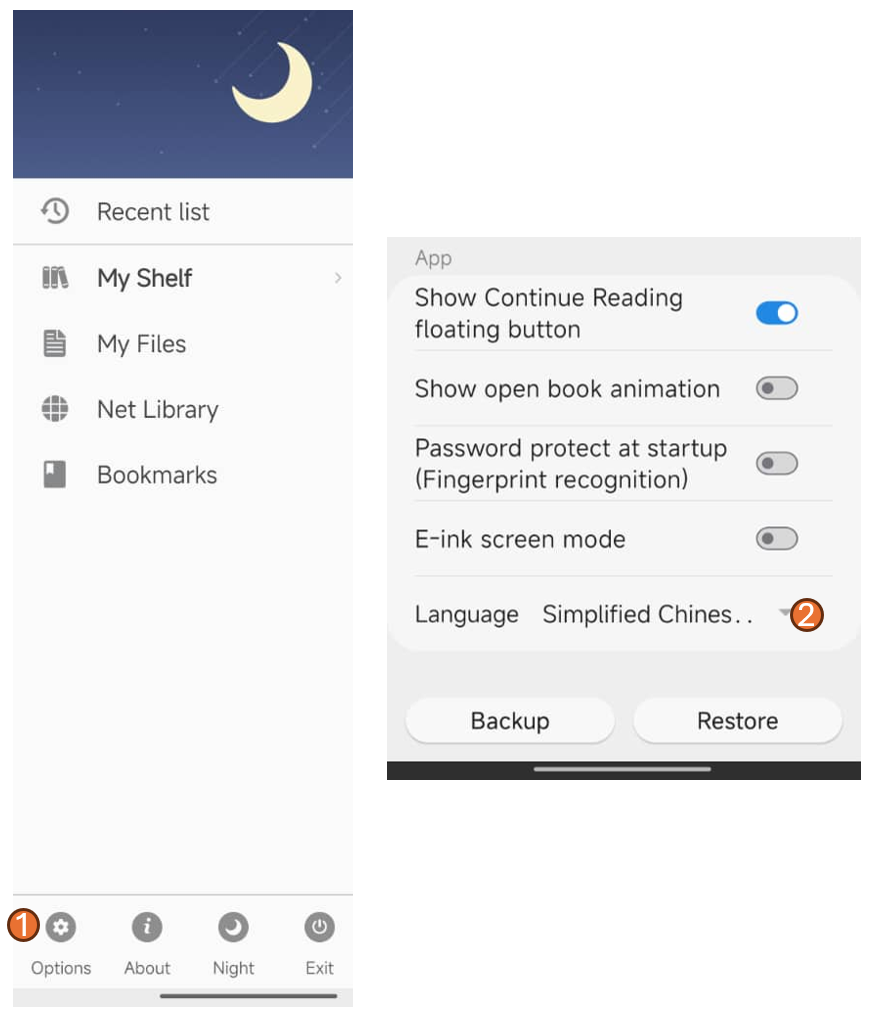 Recent list
My Shelf
My Files
Net Library
Bookmarks
1
Options
About
Night
Exit
App
Show Continue Reading
floating button
Show open book animation
Password protect at startup
(Fingerprint recognition)
E-ink screen mode
Language Simplified Chines..
2
Backup
Restore